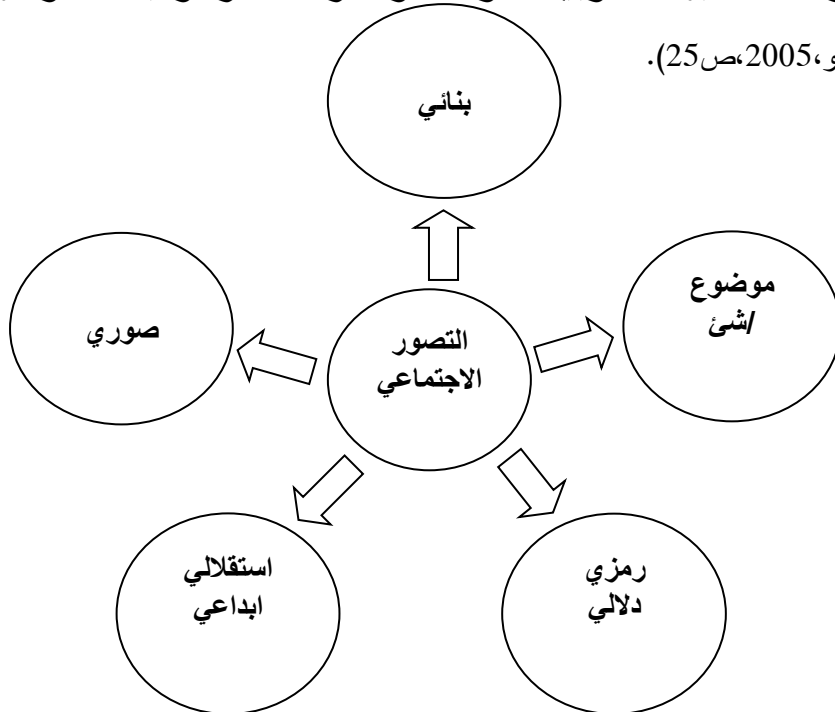 و،2005،ص25).
بنائي
موضوع
/شئ
صوري
التصور
الاجتماعي
رمزي
دلالي
استقلالي
ابداعي